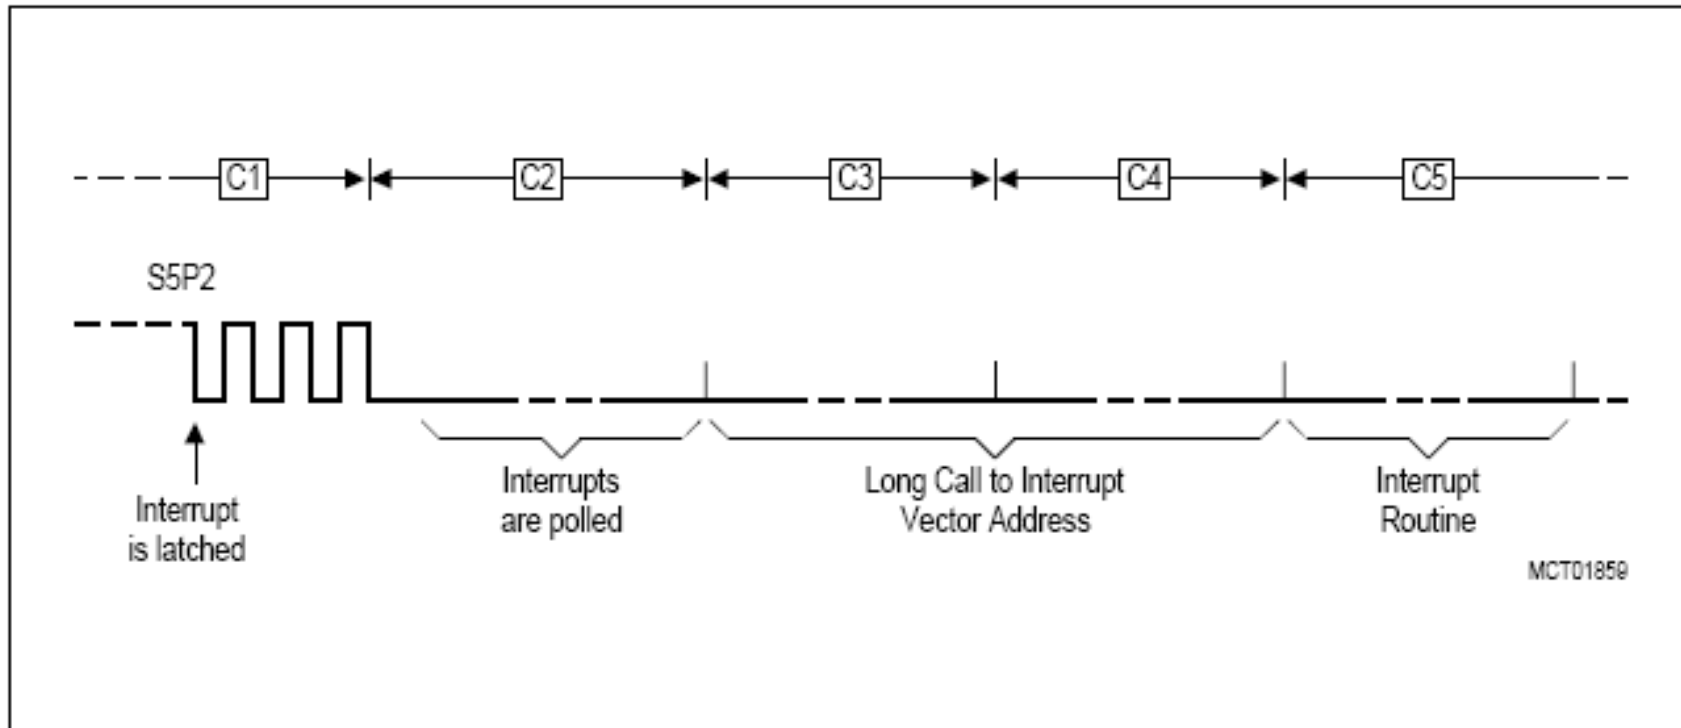 C1 C2 C3 C4 C5
S5P2
Interrupt
is latched
Interrupts
are polled
Long Call to Interrupt
Vector Address
Interrupt
Routine
MCT01859